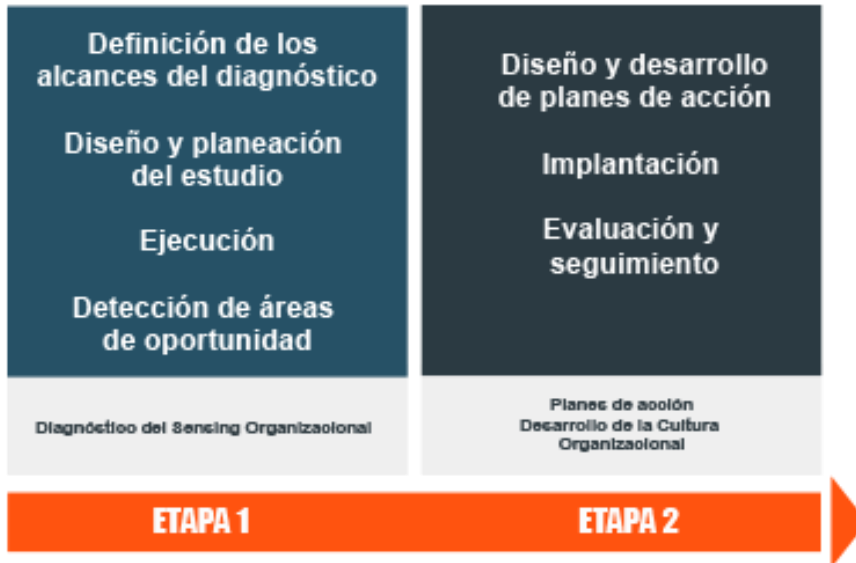 Definición de los
alcances del diagnóstico
Diseño y planeación
del estudio
Ejecución
Detección de áreas
de oportunidad
Diagnóstico del Sensing Organizacional
Diseño y desarrollo
de planes de acción
Implantación
Evaluación y
seguimiento
Planes de acción
Desarrollo de la Cultura
Organizacional
ETAPA 1
ETAPA 2